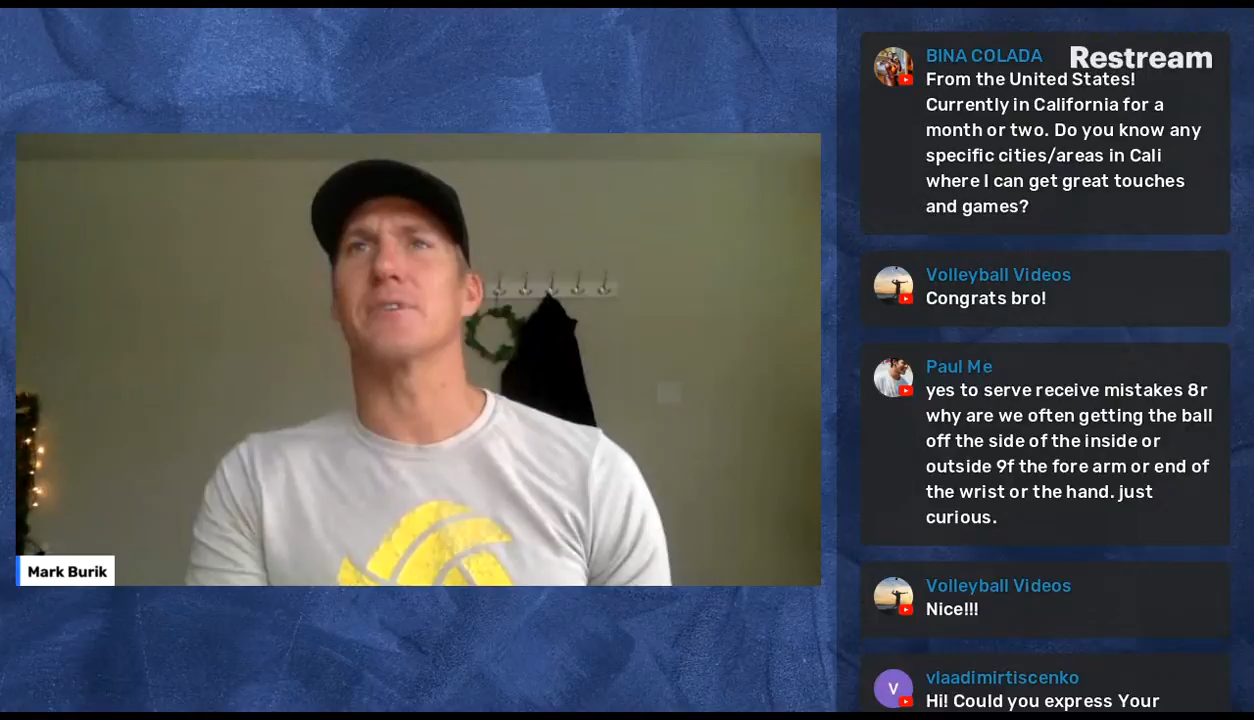 BINA COLADA
Restream
From the United States!
Currently in California for a
month or two. Do you know any
specific cities/areas in Cali
where I can get great touches
and games?
Volleyball Videos
Congrats bro!
Paul Me
yes to serve receive mistakes 8r
why are we often getting the ball
off the side of the inside or
outside 9f the fore arm or end of
the wrist or the hand. just
curious.
Volleyball Videos
Nice!!!
V
vlaadimirtiscenko
Hi! Could you express Your
Mark Burik